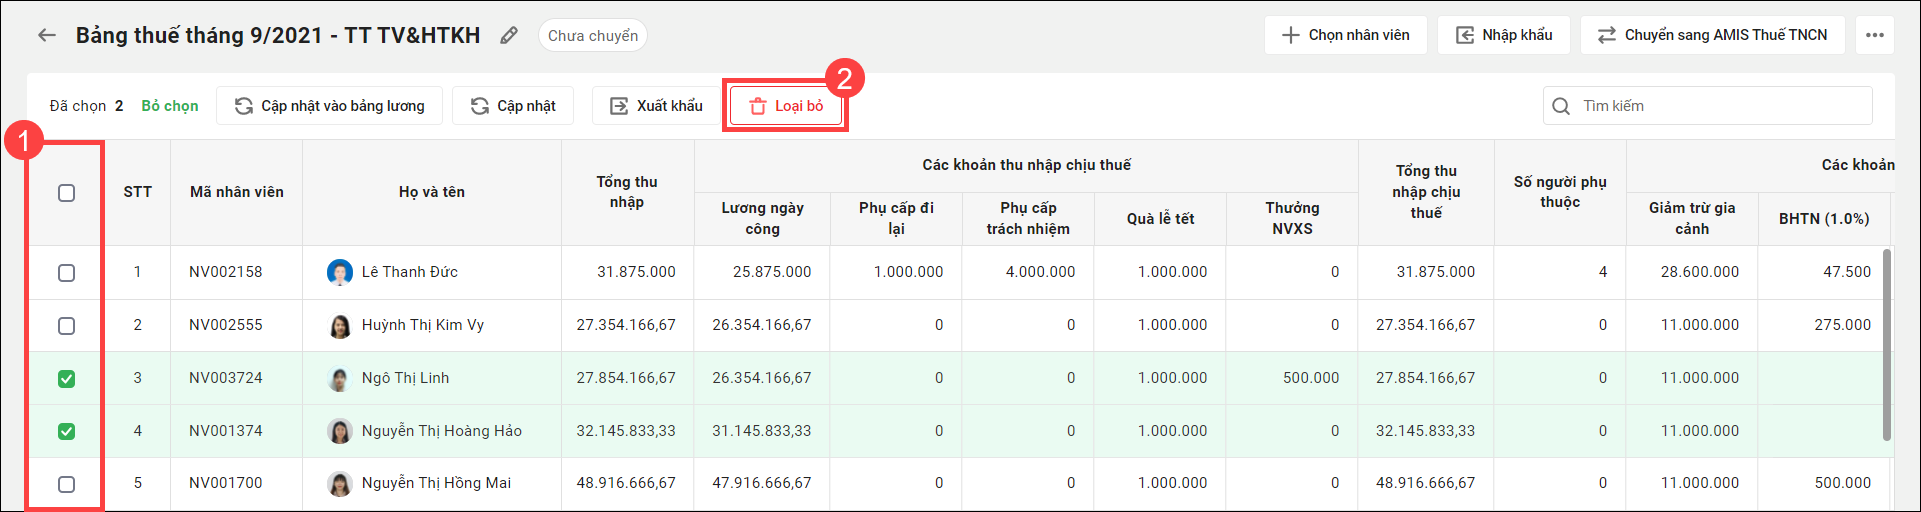 Bảng thuế tháng 9/2021 - TT TV&HTKH Chưa chuyển Chọn nhân viên Nhập khẩu Chuyển sang AMIS Thuế TNCN
2
Đã chọn 2 Bỏ chọn Cập nhật vào bảng lương Cập nhật Xuất khẩu Loại bỏ Tìm kiếm
1
STT Mã nhân viên Họ và tên Tổng thu nhập Các khoản thu nhập chịu thuế Tổng thu nhập chịu thuế Số người phụ thuộc Các khoản
Lương ngày công Phụ cấp đi lại Phụ cấp trách nhiệm Quà lễ tết Thưởng NVXS Giảm trừ gia cảnh BHTN (1.0%)
1 NV002158 Lê Thanh Đức 31.875.000 25.875.000 1.000.000 4.000.000 1.000.000 0 31.875.000 4 28.600.000 47.500
2 NV002555 Huỳnh Thị Kim Vy 27.354.166,67 26.354.166,67 0 0 1.000.000 0 27.354.166,67 0 11.000.000 275.000
3 NV003724 Ngô Thị Linh 27.854.166,67 26.354.166,67 0 0 1.000.000 500.000 27.854.166,67 0 11.000.000
4 NV001374 Nguyễn Thị Hoàng Hảo 32.145.833,33 31.145.833,33 0 0 1.000.000 0 32.145.833,33 0 11.000.000
5 NV001700 Nguyễn Thị Hồng Mai 48.916.666,67 47.916.666,67 0 0 1.000.000 0 48.916.666,67 0 11.000.000 500.000